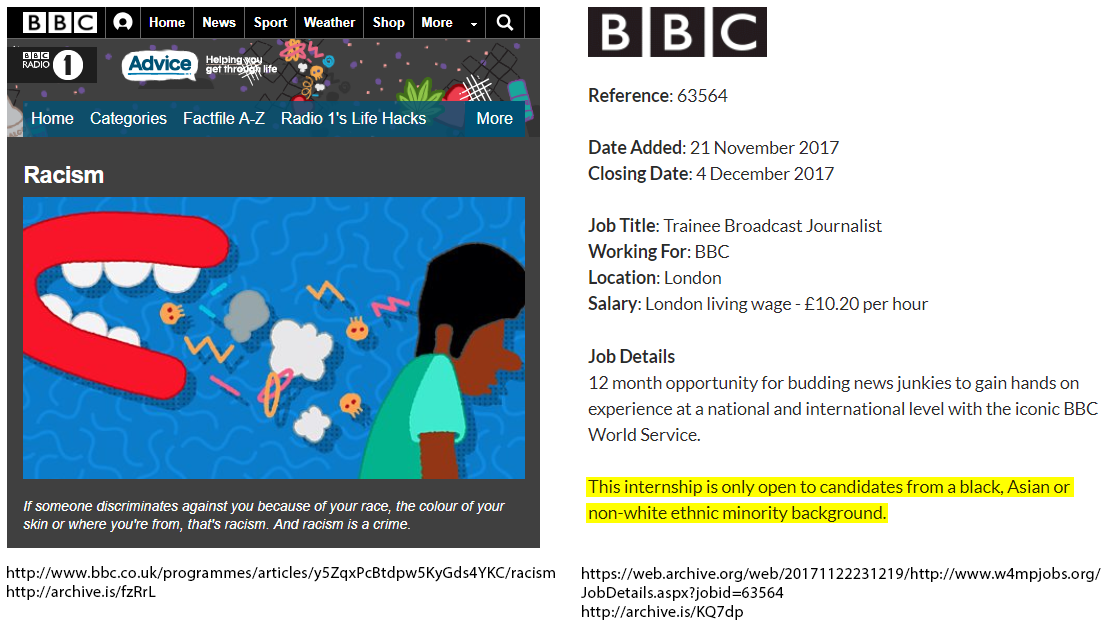 BBC
Home
News
Sport
Weather
Shop
More
BBC
RADIO
1
Advice
Helping you
get through life
Home
Categories
Factfile A-Z
Radio 1's Life Hacks
More
Racism
If someone discriminates against you because of your race, the colour of your
skin or where you're from, that's racism. And racism is a crime.
http://www.bbc.co.uk/programmes/articles/y5ZqxPcBtdpw5KyGds4YKC/racism
http://archive.is/fzRrL
BBC
Reference: 63564
Date Added: 21 November 2017
Closing Date: 4 December 2017
Job Title: Trainee Broadcast Journalist
Working For: BBC
Location: London
Salary: London living wage - £10.20 per hour
Job Details
12 month opportunity for budding news junkies to gain hands on
experience at a national and international level with the iconic BBC
World Service.
This internship is only open to candidates from a black, Asian or
non-white ethnic minority background.
https://web.archive.org/web/20171122231219/http://www.w4mpjobs.org/
JobDetails.aspx?jobid=63564
http://archive.is/KQ7dp